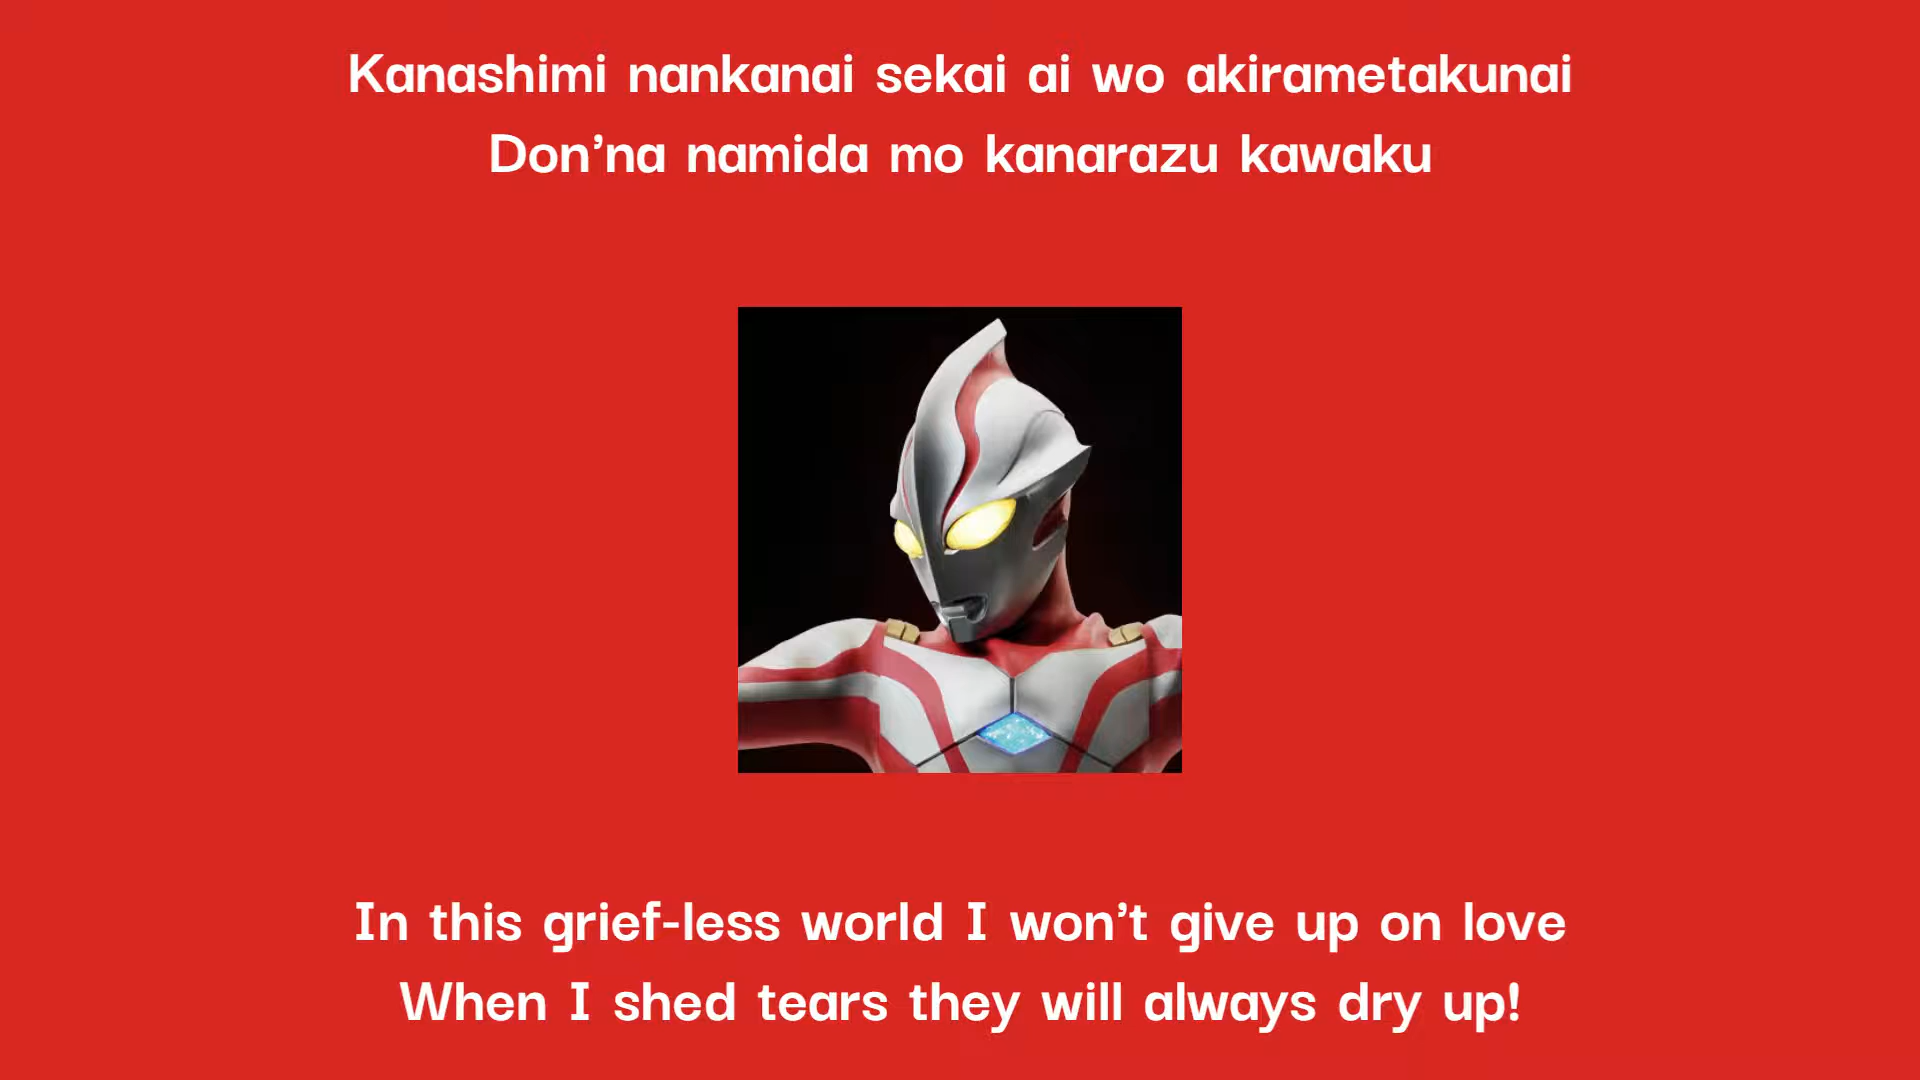 Kanashimi nankanai sekai ai wo akirametakunai
Don’na namida mo kanarazu kawaku
In this grief-less world I won’t give up on love
When I shed tears they will always dry up!